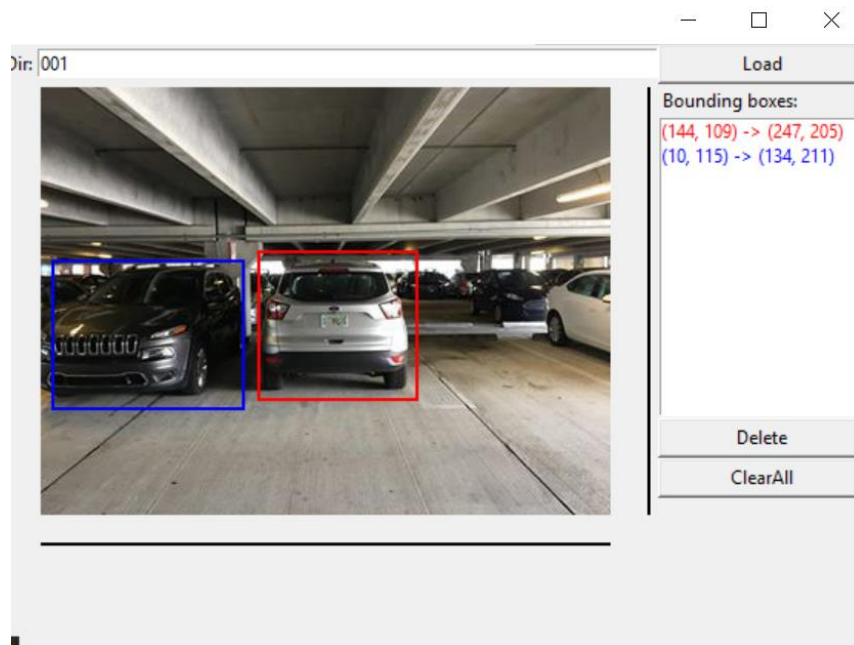 Dir: 001
Load
Bounding boxes:
(144, 109) -> (247, 205)
(10, 115) -> (134, 211)
Delete
ClearAll